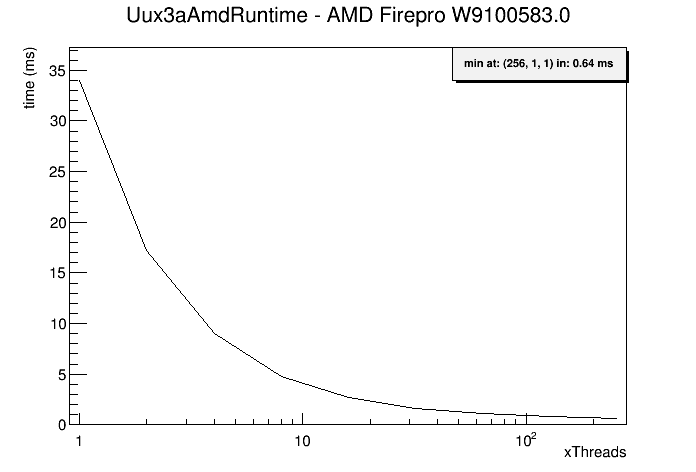 Uux3aAmdRuntime - AMD Firepro W9100583.0
time (ms)
min at: (256, 1, 1) in: 0.64 ms
35
30
25
20
15
10
5
0
1 10 10²
xThreads